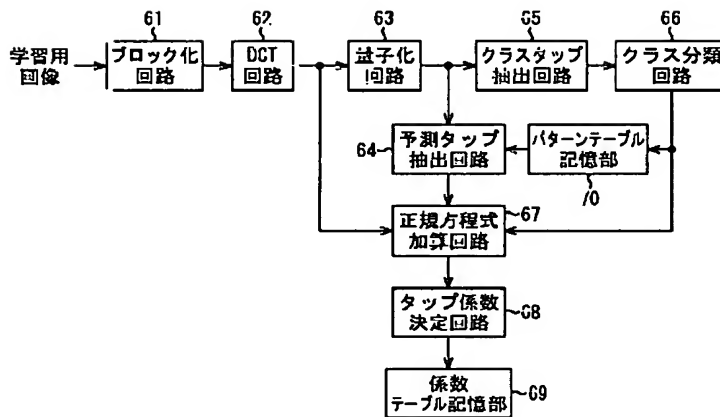 61
62
63
65
66
学習用
画像
ブロック化
回路
DCT
回路
量子化
回路
クラスタップ
抽出回路
クラス分類
回路
64
予測タップ
抽出回路
パターンテーブル
記憶部
70
67
正規方程式
加算回路
タップ係数
決定回路
68
係数
テーブル記憶部
69